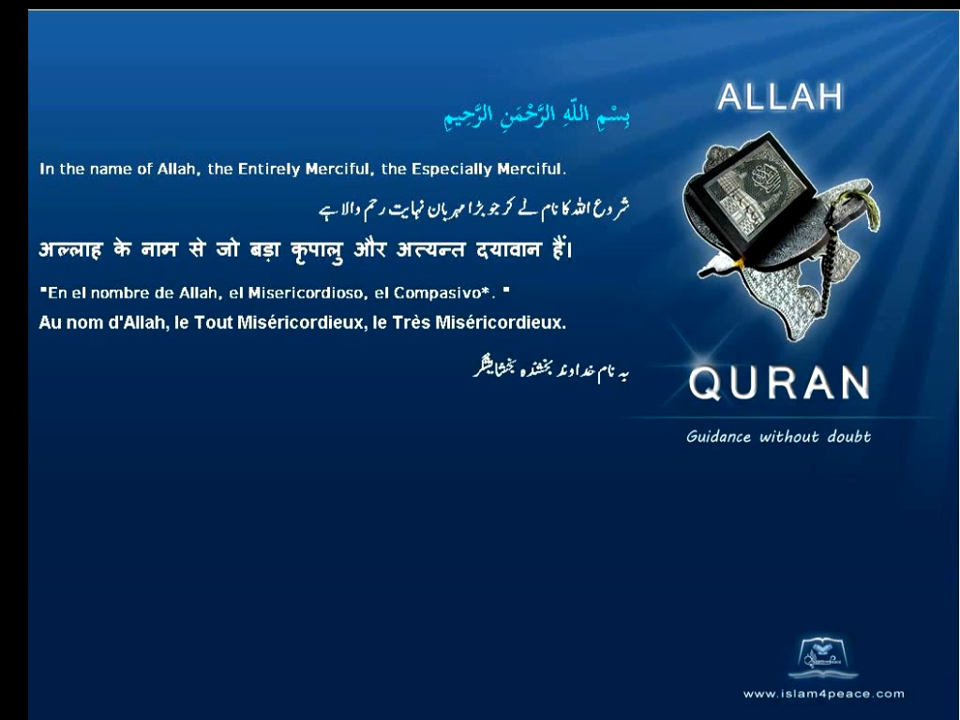 بِسْمِ اللّهِ الرَّحْمَنِ الرَّحِيمِ
In the name of Allah, the Entirely Merciful, the Especially Merciful.
شروع الله کا نام لے کر جو بڑا مہربان نہایت رحم والا ہے
अल्लाह के नाम से जो बड़ा कृपालु और अत्यन्त दयावान हैं।
"En el nombre de Allah, el Misericordioso, el Compasivo*. "
Au nom d'Allah, le Tout Miséricordieux, le Très Miséricordieux.
به نام خداوند بخشنده بخشایشگر
ALLAH
QURAN
Guidance without doubt
www.islam4peace.com